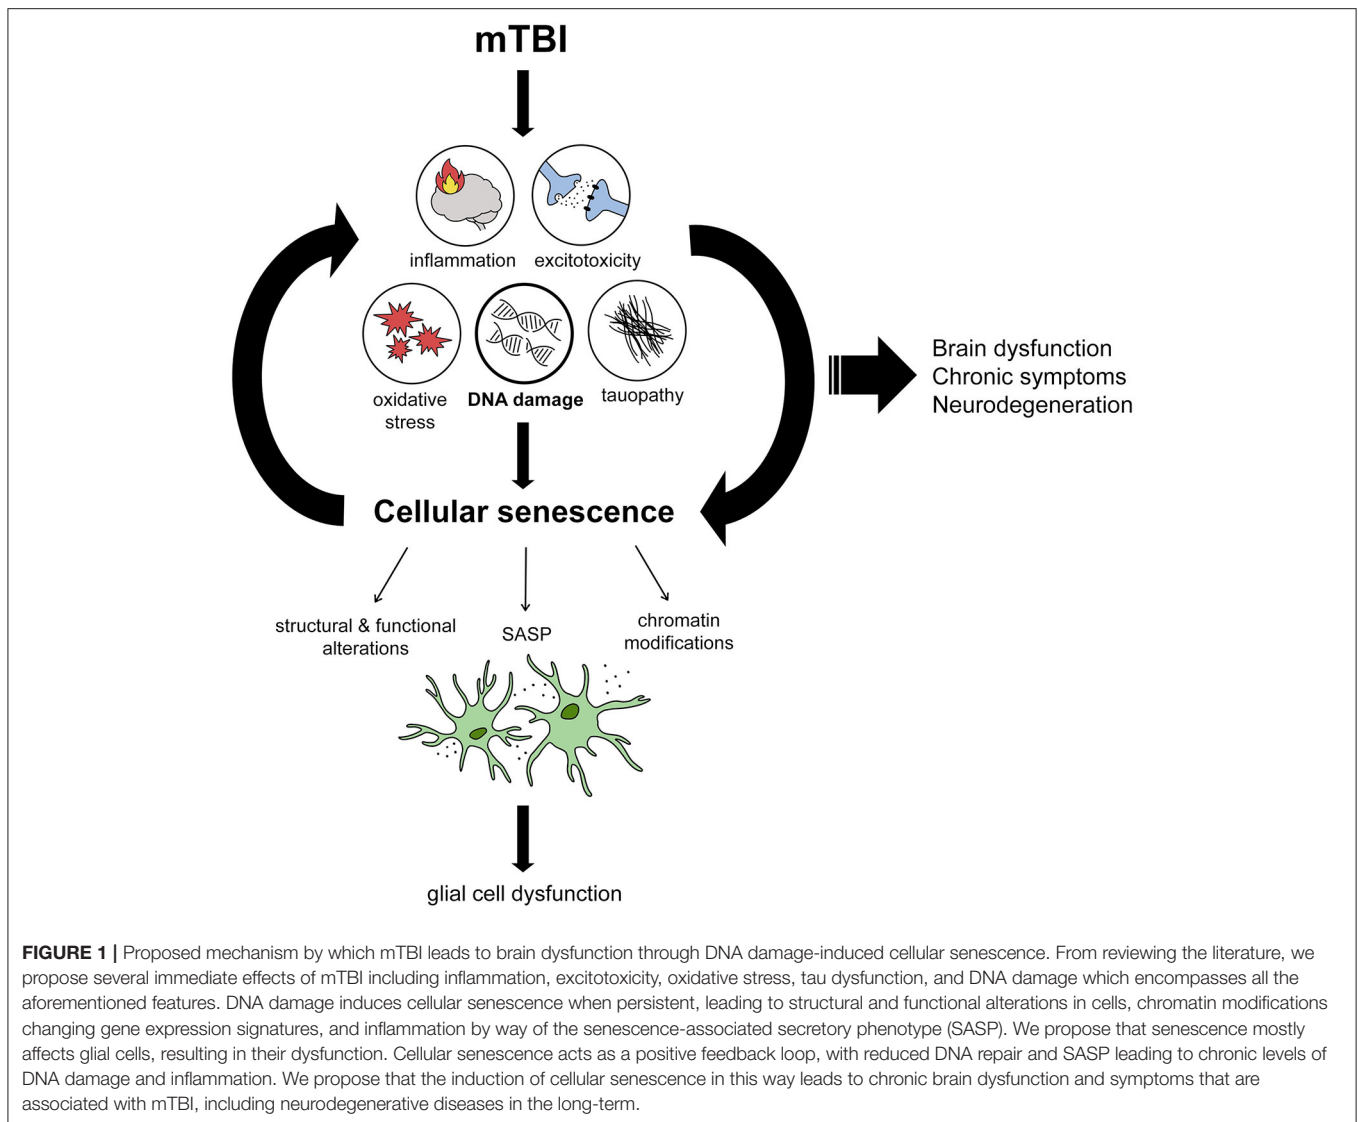 mTBI
inflammation
excitotoxicity
oxidative
stress
DNA damage
tauopathy
Brain dysfunction
Chronic symptoms
Neurodegeneration
Cellular senescence
structural & functional
alterations
SASP
chromatin
modifications
glial cell dysfunction
FIGURE 1 | Proposed mechanism by which mTBI leads to brain dysfunction through DNA damage-induced cellular senescence. From reviewing the literature, we
propose several immediate effects of mTBI including inflammation, excitotoxicity, oxidative stress, tau dysfunction, and DNA damage which encompasses all the
aforementioned features. DNA damage induces cellular senescence when persistent, leading to structural and functional alterations in cells, chromatin modifications
changing gene expression signatures, and inflammation by way of the senescence-associated secretory phenotype (SASP). We propose that senescence mostly
affects glial cells, resulting in their dysfunction. Cellular senescence acts as a positive feedback loop, with reduced DNA repair and SASP leading to chronic levels of
DNA damage and inflammation. We propose that the induction of cellular senescence in this way leads to chronic brain dysfunction and symptoms that are
associated with mTBI, including neurodegenerative diseases in the long-term.